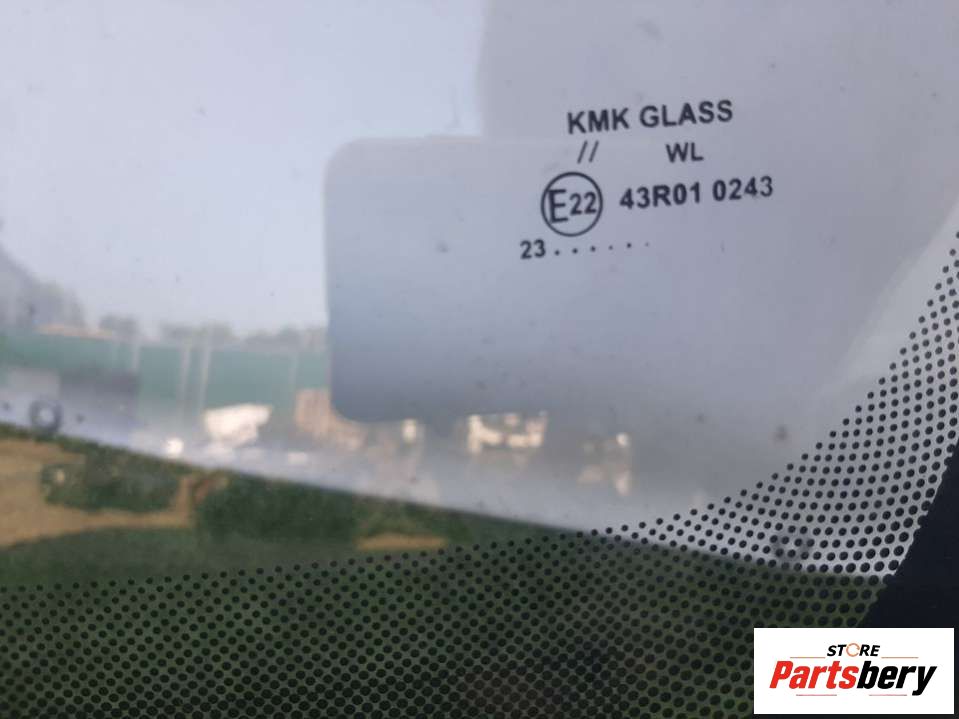 KMK GLASS
// WL
E22 43R01 0243
23. . . . . .
STORE
Partsbery